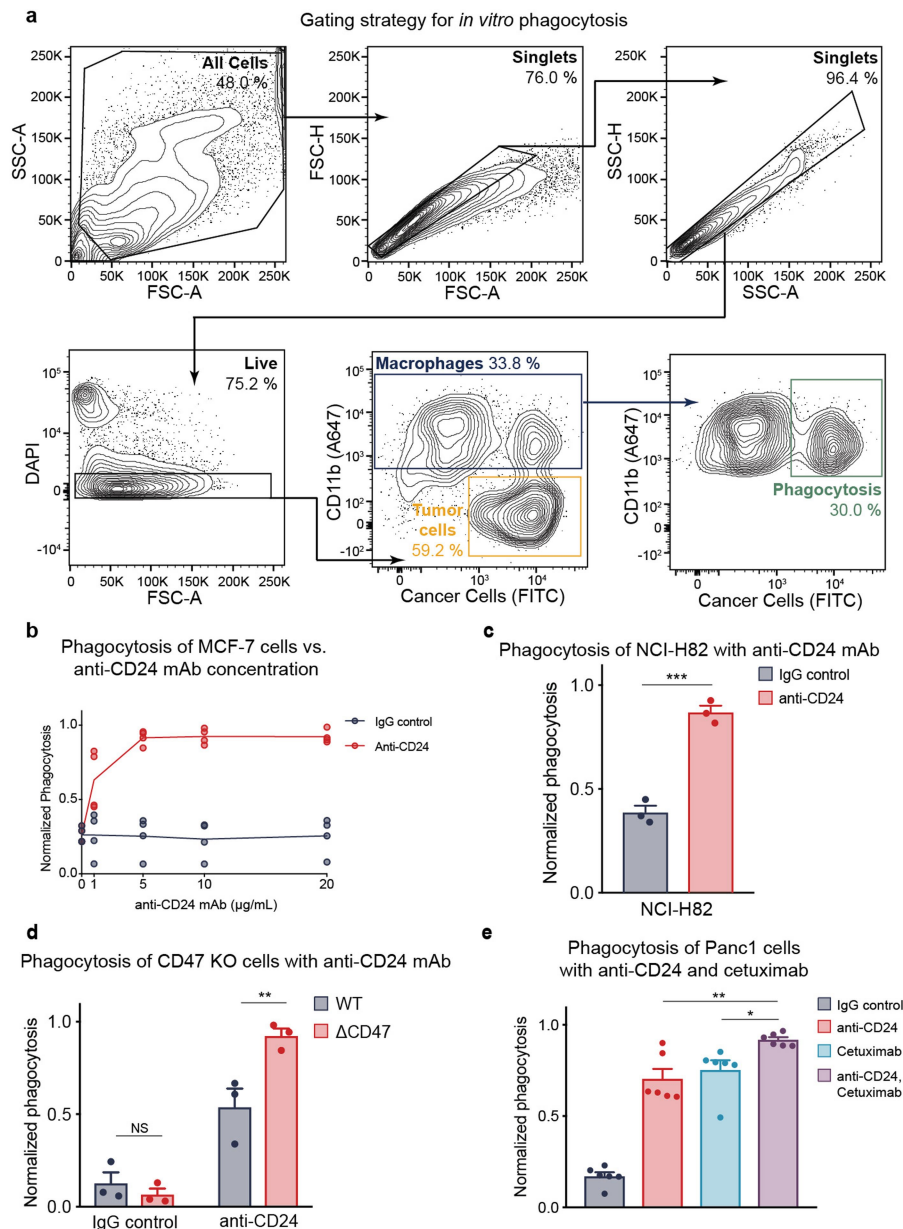 a
Gating strategy for in vitro phagocytosis
250K
200K
150K
100K
50K
0
SSC-A
All Cells
48.0 %
0 50K 100K 150K 200K 250K
FSC-A
250K
200K
150K
100K
50K
0
FSC-H
Singlets
76.0 %
0 50K 100K 150K 200K 250K
FSC-A
250K
200K
150K
100K
50K
0
SSC-H
Singlets
96.4 %
0 50K 100K 150K 200K 250K
SSC-A
10⁵
10⁴
0
-10⁴
DAPI
Live
75.2 %
0 50K 100K 150K 200K 250K
FSC-A
10⁵
10⁴
10³
0
-10²
CD11b (A647)
Macrophages 33.8 %
Tumor
cells
59.2 %
0 10³ 10⁴
Cancer Cells (FITC)
10⁵
10⁴
10³
0
-10²
CD11b (A647)
Phagocytosis
30.0 %
0 10³ 10⁴
Cancer Cells (FITC)
b
Phagocytosis of MCF-7 cells vs.
anti-CD24 mAb concentration
Normalized Phagocytosis
1.0
0.5
0.0
IgG control
Anti-CD24
0 1 5 10 20
anti-CD24 mAb (µg/mL)
c
Phagocytosis of NCI-H82 with anti-CD24 mAb
Normalized phagocytosis
1.0
0.5
0.0
***
IgG control
anti-CD24
NCI-H82
d
Phagocytosis of CD47 KO cells with anti-CD24 mAb
Normalized phagocytosis
1.0
0.5
0.0
NS
**
WT
ΔCD47
IgG control anti-CD24
e
Phagocytosis of Panc1 cells
with anti-CD24 and cetuximab
Normalized phagocytosis
1.0
0.5
0.0
**
*
IgG control
anti-CD24
Cetuximab
anti-CD24,
Cetuximab